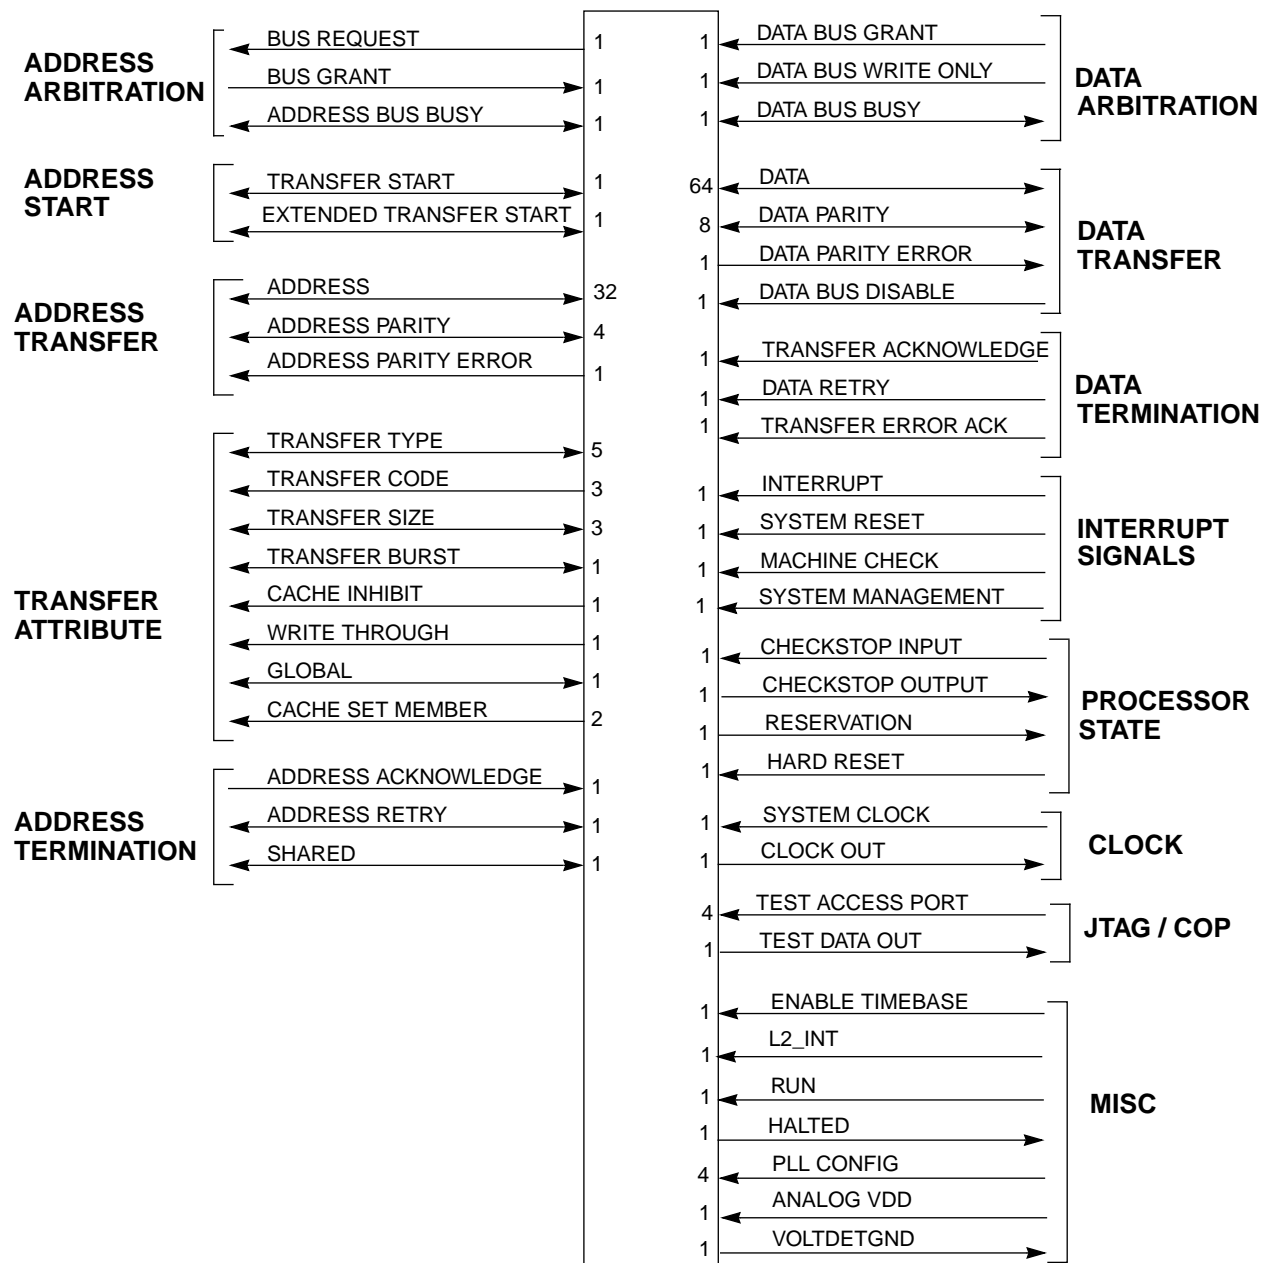 ADDRESS
ARBITRATION
BUS REQUEST 1
BUS GRANT 1
ADDRESS BUS BUSY 1
ADDRESS
START
TRANSFER START 1
EXTENDED TRANSFER START 1
ADDRESS
TRANSFER
ADDRESS 32
ADDRESS PARITY 4
ADDRESS PARITY ERROR 1
TRANSFER
ATTRIBUTE
TRANSFER TYPE 5
TRANSFER CODE 3
TRANSFER SIZE 3
TRANSFER BURST 1
CACHE INHIBIT 1
WRITE THROUGH 1
GLOBAL 1
CACHE SET MEMBER 2
ADDRESS
TERMINATION
ADDRESS ACKNOWLEDGE 1
ADDRESS RETRY 1
SHARED 1
1 DATA BUS GRANT
1 DATA BUS WRITE ONLY
1 DATA BUS BUSY
DATA
ARBITRATION
64 DATA
8 DATA PARITY
1 DATA PARITY ERROR
1 DATA BUS DISABLE
DATA
TRANSFER
1 TRANSFER ACKNOWLEDGE
1 DATA RETRY
1 TRANSFER ERROR ACK
DATA
TERMINATION
1 INTERRUPT
1 SYSTEM RESET
1 MACHINE CHECK
1 SYSTEM MANAGEMENT
INTERRUPT
SIGNALS
1 CHECKSTOP INPUT
1 CHECKSTOP OUTPUT
1 RESERVATION
1 HARD RESET
PROCESSOR
STATE
1 SYSTEM CLOCK
1 CLOCK OUT
CLOCK
4 TEST ACCESS PORT
1 TEST DATA OUT
JTAG / COP
1 ENABLE TIMEBASE
1 L2_INT
1 RUN
1 HALTED
4 PLL CONFIG
1 ANALOG VDD
1 VOLTDETGND
MISC